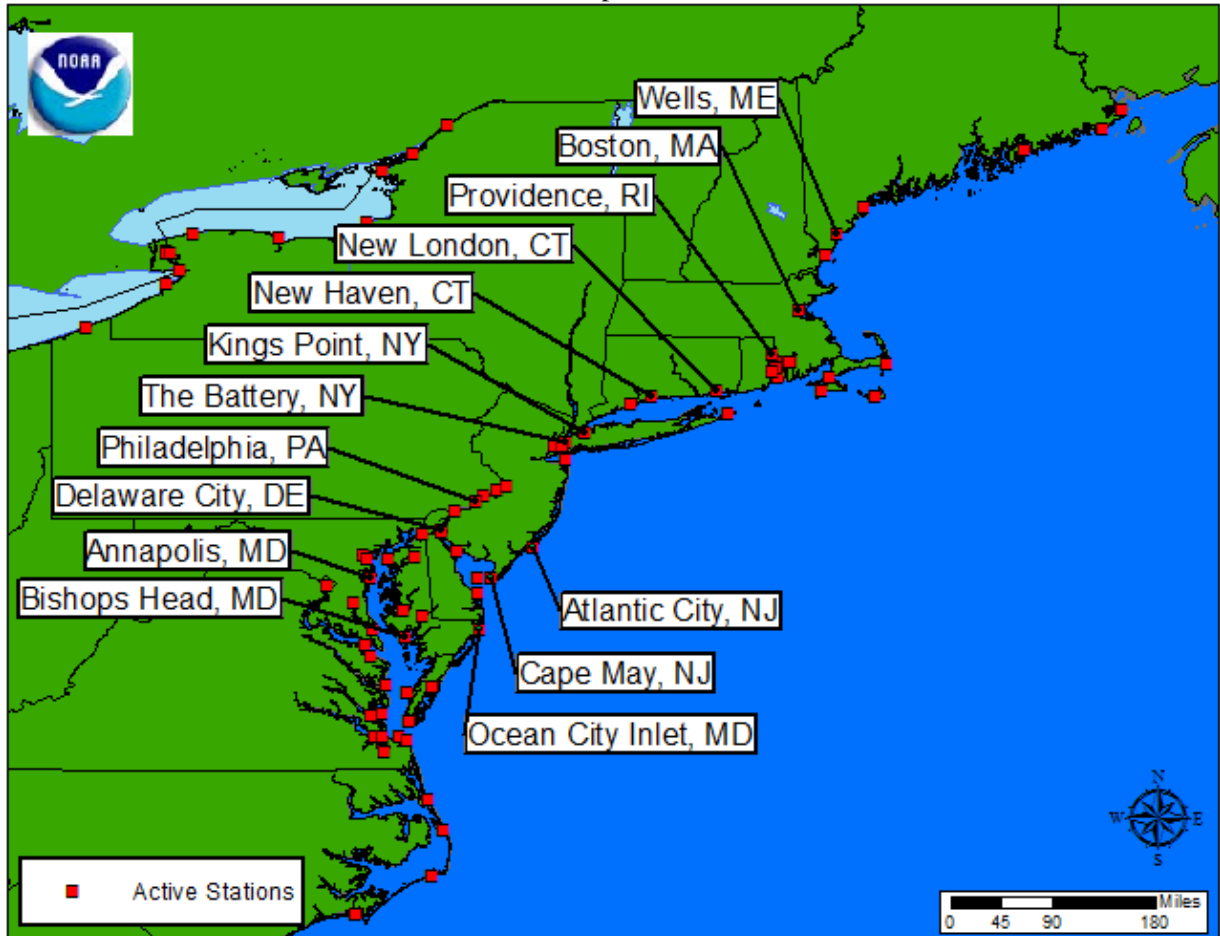 NOAA
Wells, ME
Boston, MA
Providence, RI
New London, CT
New Haven, CT
Kings Point, NY
The Battery, NY
Philadelphia, PA
Delaware City, DE
Annapolis, MD
Bishops Head, MD
Atlantic City, NJ
Cape May, NJ
Ocean City Inlet, MD
N
W E
S
Active Stations
Miles
0 45 90 180